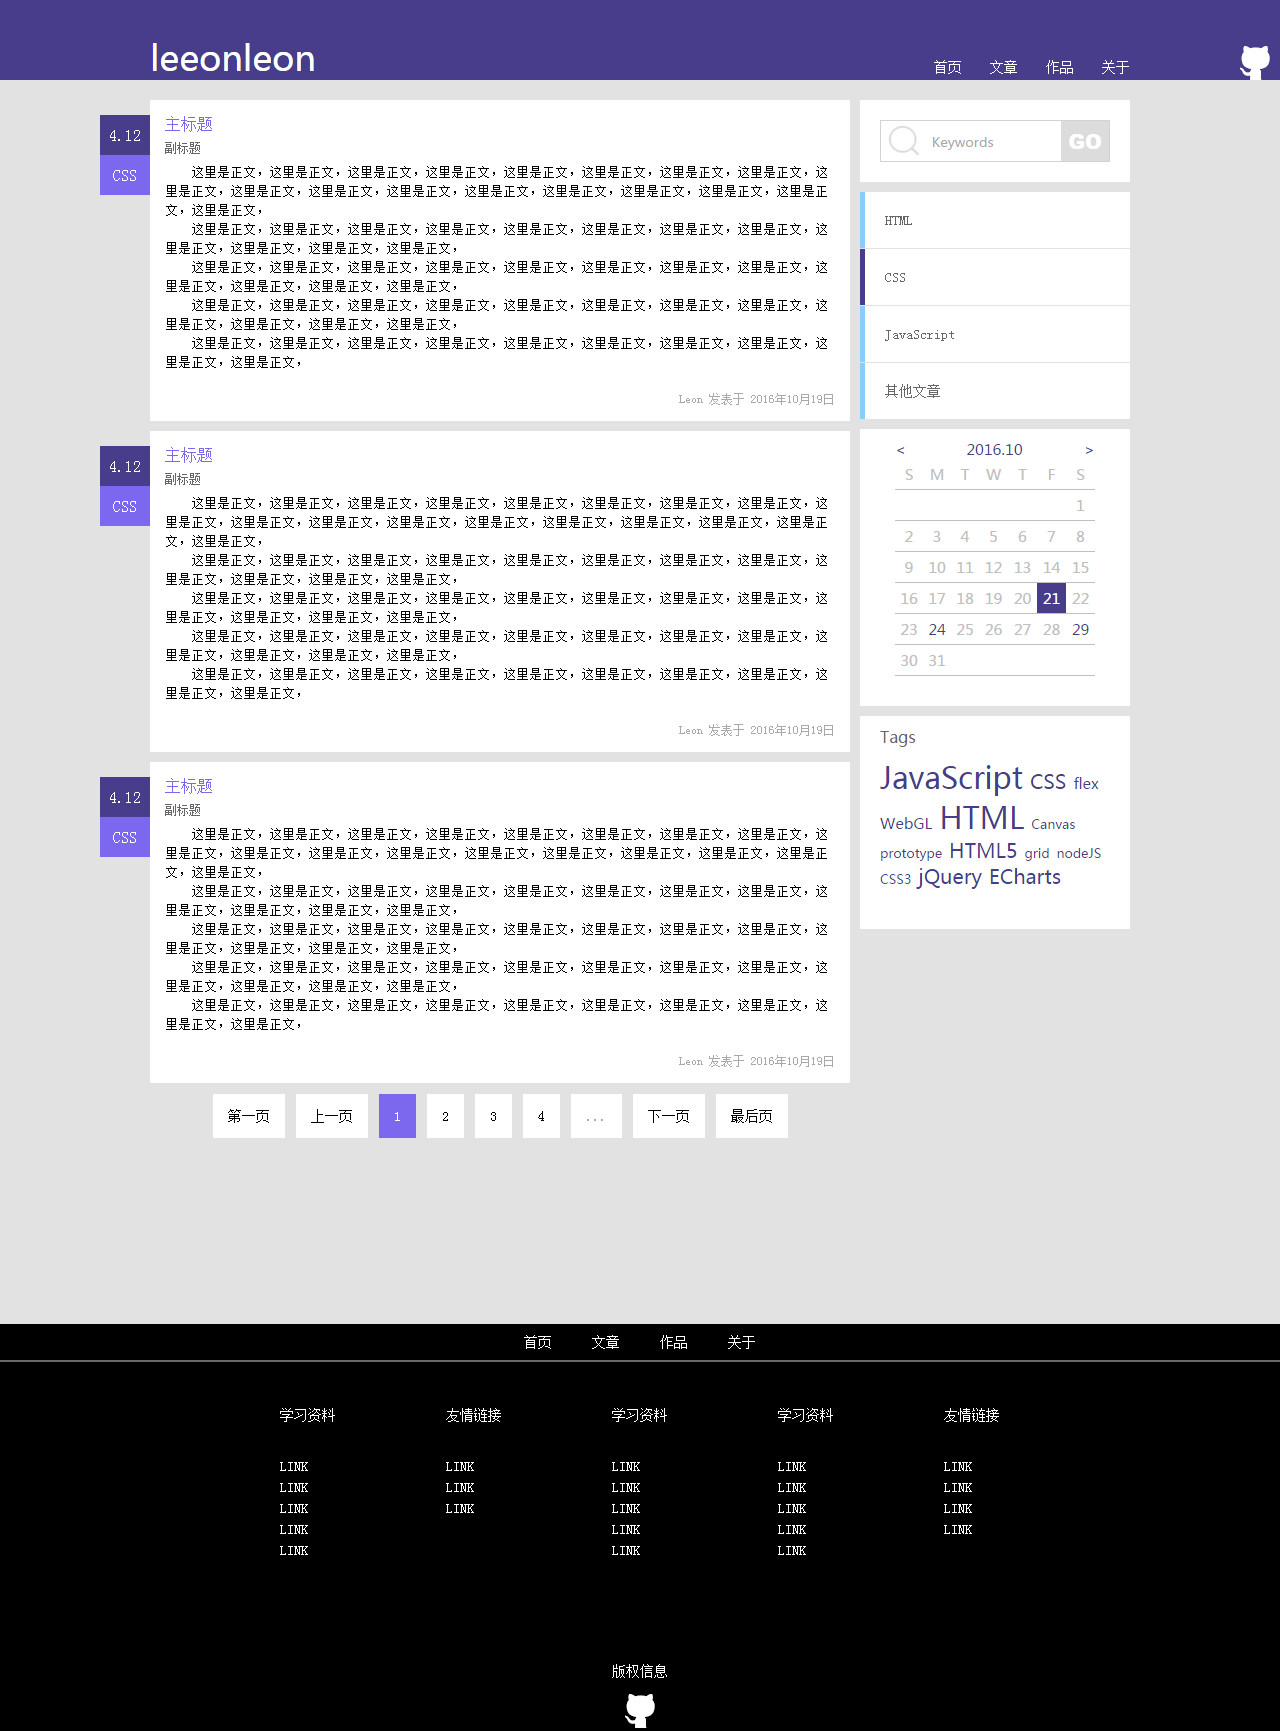 leeonleon
首页 文章 作品 关于
4.12
CSS
主标题
副标题
这里是正文，这里是正文，这里是正文，这里是正文，这里是正文，这里是正文，这里是正文，这里是正文，这
里是正文，这里是正文，这里是正文，这里是正文，这里是正文，这里是正文，这里是正文，这里是正文，这里是正
文，这里是正文，
这里是正文，这里是正文，这里是正文，这里是正文，这里是正文，这里是正文，这里是正文，这里是正文，这
里是正文，这里是正文，这里是正文，这里是正文，
这里是正文，这里是正文，这里是正文，这里是正文，这里是正文，这里是正文，这里是正文，这里是正文，这
里是正文，这里是正文，这里是正文，这里是正文，
这里是正文，这里是正文，这里是正文，这里是正文，这里是正文，这里是正文，这里是正文，这里是正文，这
里是正文，这里是正文，这里是正文，这里是正文，
这里是正文，这里是正文，这里是正文，这里是正文，这里是正文，这里是正文，这里是正文，这里是正文，这
里是正文，这里是正文，
Leon 发表于 2016年10月19日
4.12
CSS
主标题
副标题
这里是正文，这里是正文，这里是正文，这里是正文，这里是正文，这里是正文，这里是正文，这里是正文，这
里是正文，这里是正文，这里是正文，这里是正文，这里是正文，这里是正文，这里是正文，这里是正文，这里是正
文，这里是正文，
这里是正文，这里是正文，这里是正文，这里是正文，这里是正文，这里是正文，这里是正文，这里是正文，这
里是正文，这里是正文，这里是正文，这里是正文，
这里是正文，这里是正文，这里是正文，这里是正文，这里是正文，这里是正文，这里是正文，这里是正文，这
里是正文，这里是正文，这里是正文，这里是正文，
这里是正文，这里是正文，这里是正文，这里是正文，这里是正文，这里是正文，这里是正文，这里是正文，这
里是正文，这里是正文，这里是正文，这里是正文，
这里是正文，这里是正文，这里是正文，这里是正文，这里是正文，这里是正文，这里是正文，这里是正文，这
里是正文，这里是正文，
Leon 发表于 2016年10月19日
4.12
CSS
主标题
副标题
这里是正文，这里是正文，这里是正文，这里是正文，这里是正文，这里是正文，这里是正文，这里是正文，这
里是正文，这里是正文，这里是正文，这里是正文，这里是正文，这里是正文，这里是正文，这里是正文，这里是正
文，这里是正文，
这里是正文，这里是正文，这里是正文，这里是正文，这里是正文，这里是正文，这里是正文，这里是正文，这
里是正文，这里是正文，这里是正文，这里是正文，
这里是正文，这里是正文，这里是正文，这里是正文，这里是正文，这里是正文，这里是正文，这里是正文，这
里是正文，这里是正文，这里是正文，这里是正文，
这里是正文，这里是正文，这里是正文，这里是正文，这里是正文，这里是正文，这里是正文，这里是正文，这
里是正文，这里是正文，这里是正文，这里是正文，
这里是正文，这里是正文，这里是正文，这里是正文，这里是正文，这里是正文，这里是正文，这里是正文，这
里是正文，这里是正文，
Leon 发表于 2016年10月19日
第一页 上一页 1 2 3 4 ... 下一页 最后页
Keywords GO
HTML
CSS
JavaScript
其他文章
< 2016.10 >
S M T W T F S
1
2 3 4 5 6 7 8
9 10 11 12 13 14 15
16 17 18 19 20 21 22
23 24 25 26 27 28 29
30 31
Tags
JavaScript CSS flex
WebGL HTML Canvas
prototype HTML5 grid nodeJS
CSS3 jQuery ECharts
首页 文章 作品 关于
学习资料 友情链接 学习资料 学习资料 友情链接
LINK LINK LINK LINK LINK
LINK LINK LINK LINK LINK
LINK LINK LINK LINK LINK
LINK LINK LINK LINK
LINK LINK LINK
版权信息